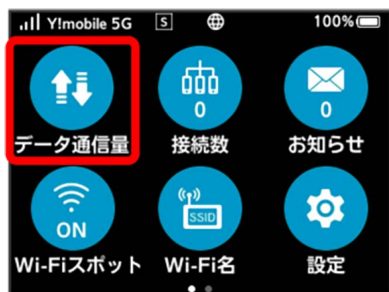 Y!mobile 5G S 100%
0 0
データ通信量 接続数 お知らせ
ON SSID
Wi-Fiスポット Wi-Fi名 設定